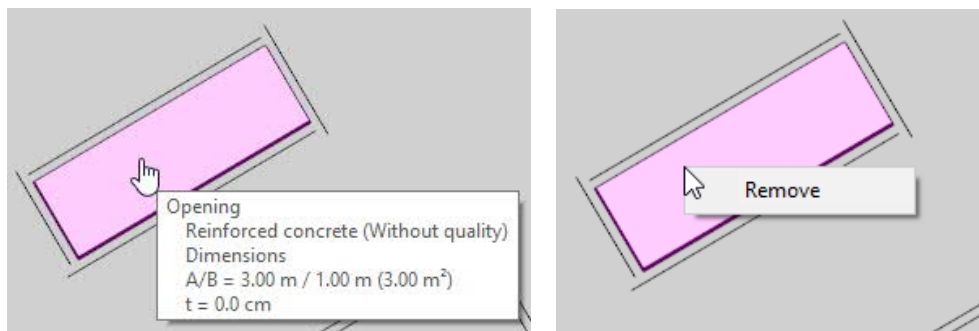 Opening
Reinforced concrete (Without quality)
Dimensions
A/B = 3.00 m / 1.00 m (3.00 m²)
t = 0.0 cm
Remove